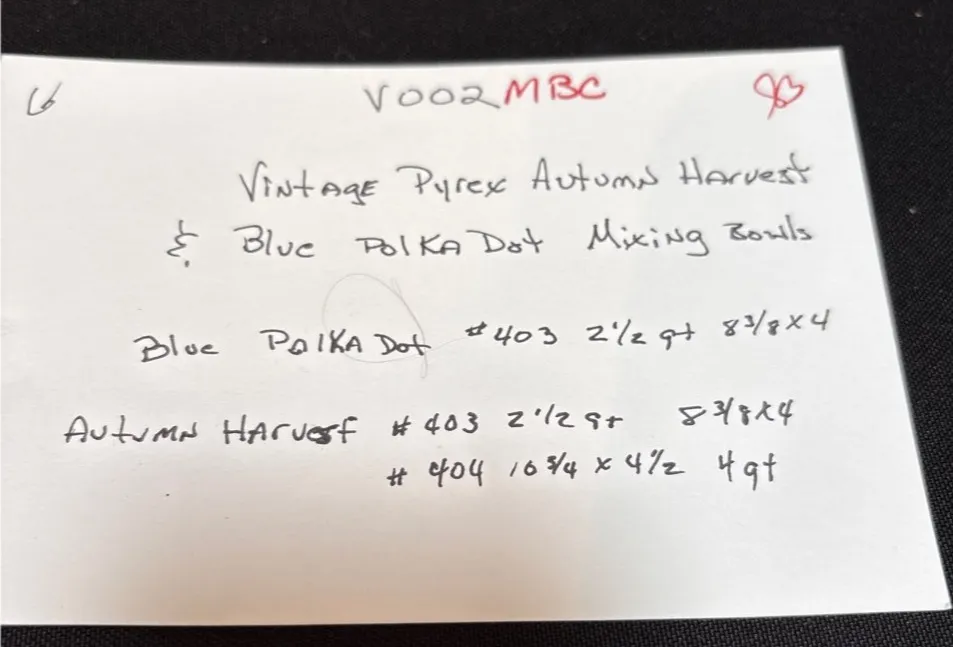 V002MBC
Vintage Pyrex Autumn Harvest
& Blue Polka Dot Mixing Bowls
Blue Polka Dot #403 2 1/2 qt 8 3/8 x 4
Autumn Harvest #403 2 1/2 qt 8 3/8 x 4
#404 10 3/4 x 4 1/2 4 qt